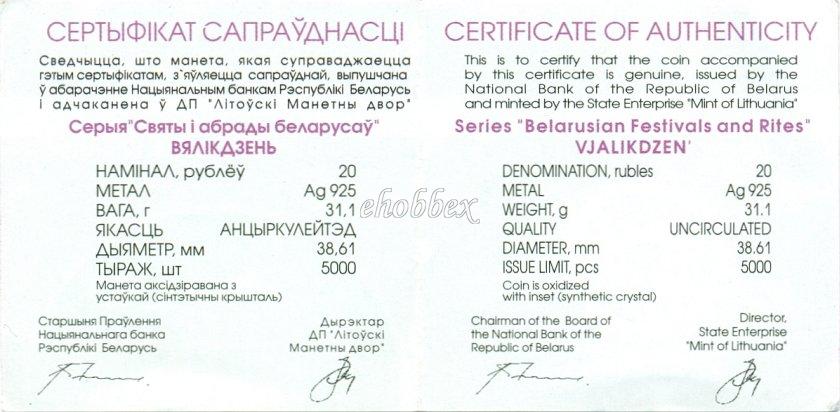 СЕРТЫФІКАТ САПРАЎДНАСЦІ
Сведчыцца, што манета, якая суправаджаецца
гэтым сертыфікатам, з`яўляецца сапраўднай, выпушчана
ў абарачэнне Нацыянальным банкам Рэспублікі Беларусь
і адчаканена ў ДП "Літоўскі Манетны двор"
Серыя"Святы і абрады беларусаў"
ВЯЛІКДЗЕНЬ
НАМІНАЛ, рублёў 20
МЕТАЛ Ag 925
ВАГА, г 31,1
ЯКАСЦЬ АНЦЫРКУЛЕЙТЭД
ДЫЯМЕТР, мм 38,61
ТЫРАЖ, шт 5000
Манета аксідзіравана з
устаўкай (сінтэтычны крышталь)
Старшыня Праўлення
Нацыянальнага банка
Рэспублікі Беларусь
Дырэктар
ДП "Літоўскі
Манетны двор"
CERTIFICATE OF AUTHENTICITY
This is to certify that the coin accompanied
by this certificate is genuine, issued by the
National Bank of the Republic of Belarus
and minted by the State Enterprise "Mint of Lithuania"
Series "Belarusian Festivals and Rites"
VJALIKDZEN'
DENOMINATION, rubles 20
METAL Ag 925
WEIGHT, g 31.1
QUALITY UNCIRCULATED
DIAMETER, mm 38.61
ISSUE LIMIT, pcs 5000
Coin is oxidized
with inset (synthetic crystal)
Chairman of the Board of
the National Bank of the
Republic of Belarus
Director,
State Enterprise
"Mint of Lithuania"
ehobbex